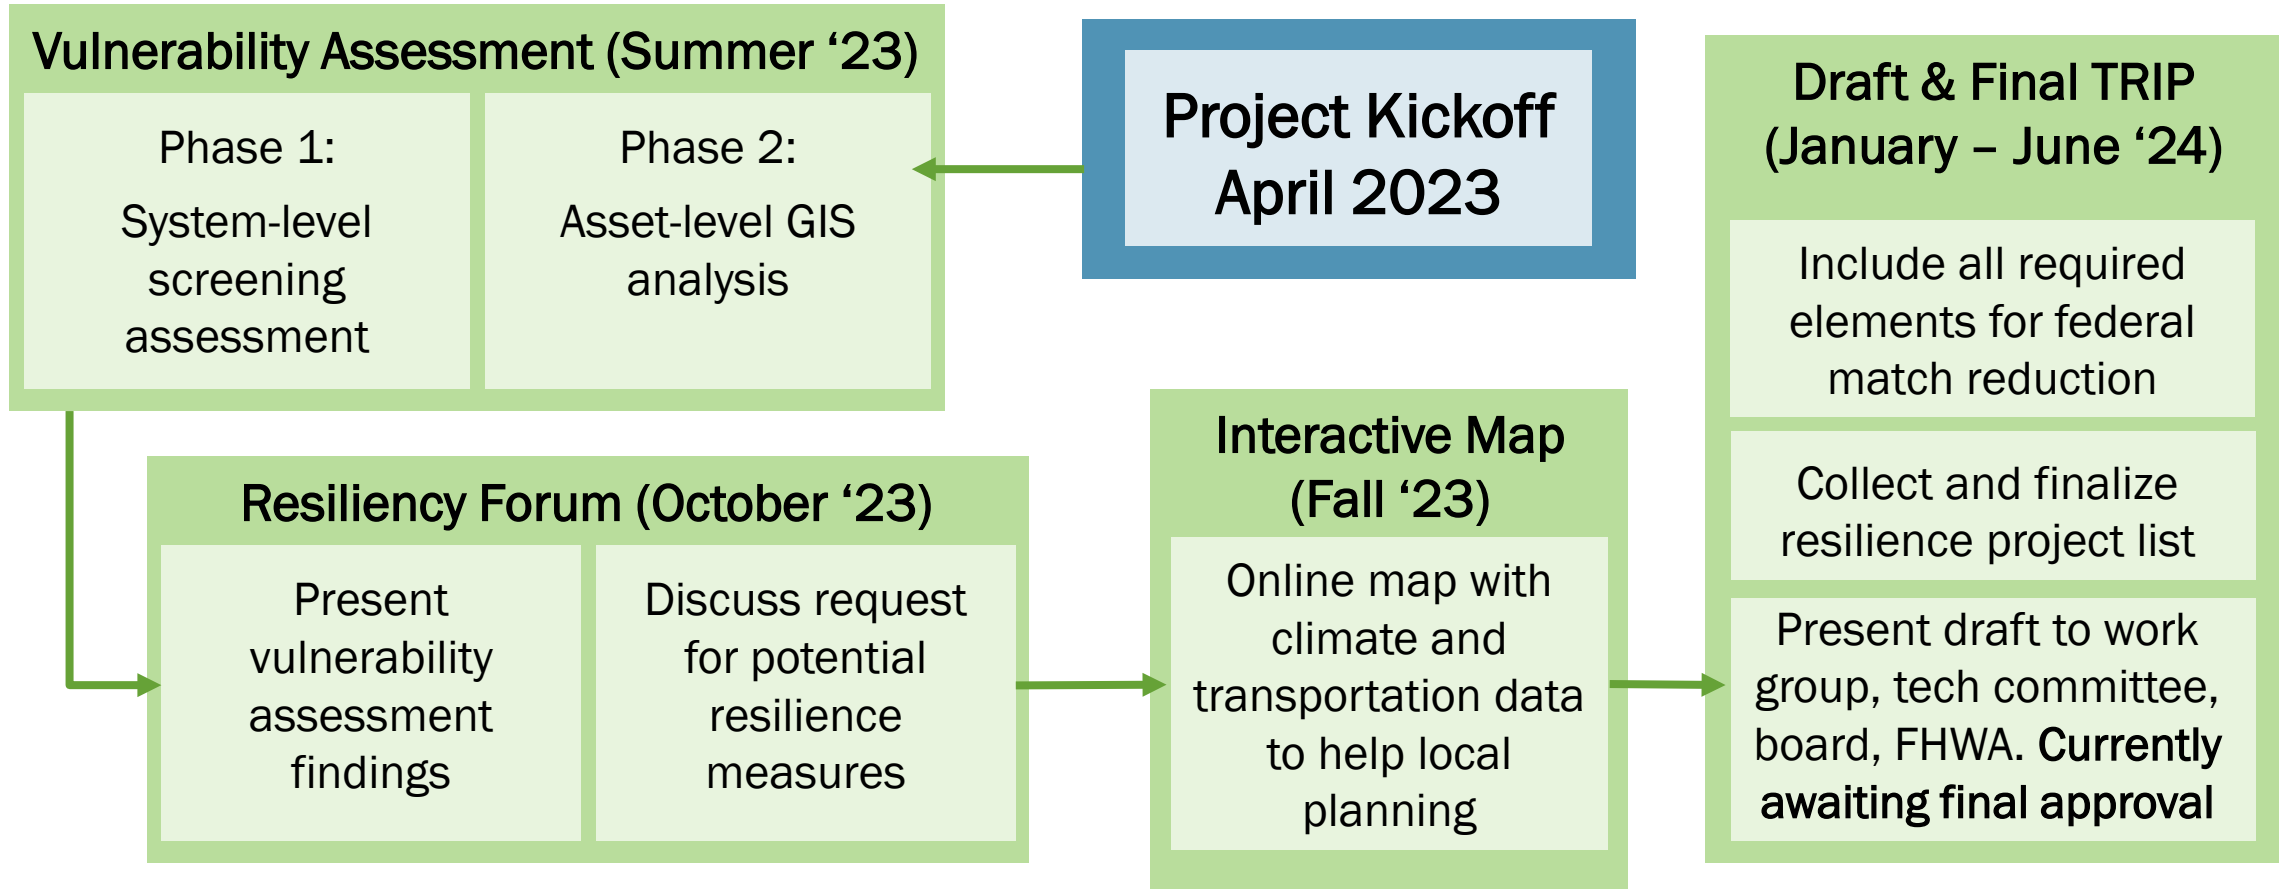 Vulnerability Assessment (Summer ‘23)
Phase 1:
System-level
screening
assessment
Phase 2:
Asset-level GIS
analysis
Project Kickoff
April 2023
Resiliency Forum (October ‘23)
Present
vulnerability
assessment
findings
Discuss request
for potential
resilience
measures
Interactive Map
(Fall ‘23)
Online map with
climate and
transportation data
to help local
planning
Draft & Final TRIP
(January – June ‘24)
Include all required
elements for federal
match reduction
Collect and finalize
resilience project list
Present draft to work
group, tech committee,
board, FHWA. Currently
awaiting final approval